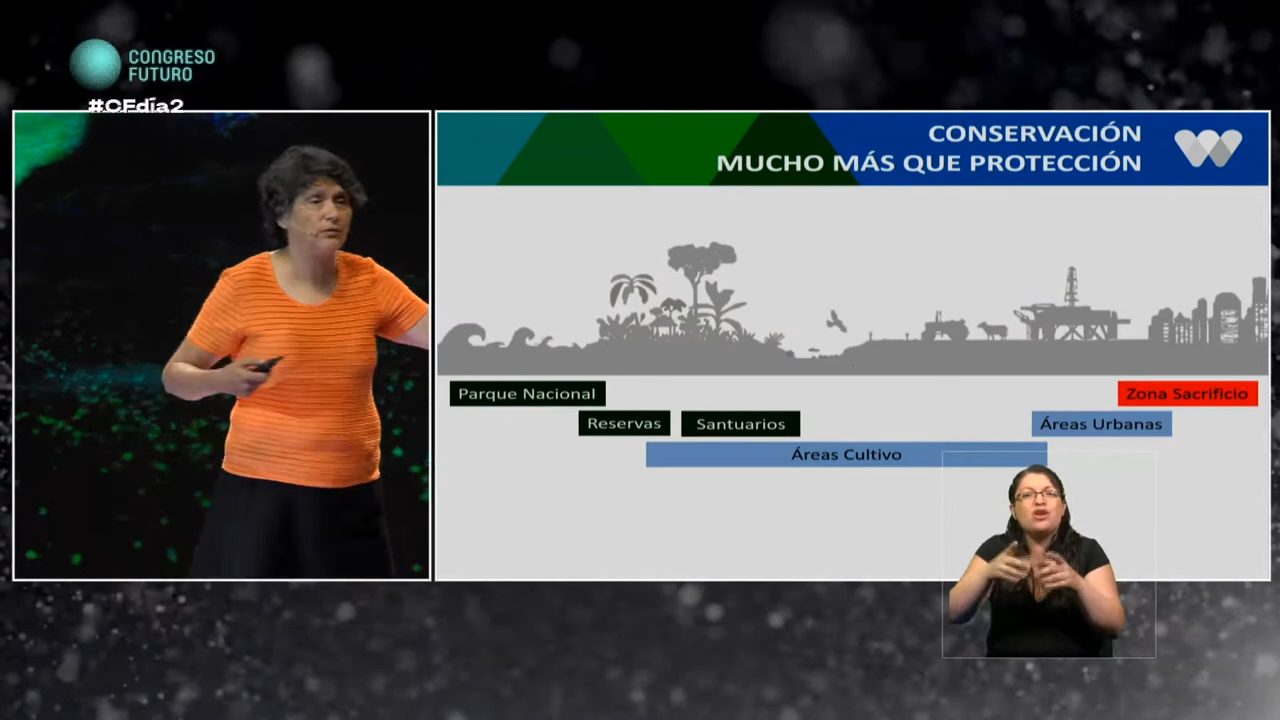 CONGRESO
FUTURO
#CFdía2
CONSERVACIÓN
MUCHO MÁS QUE PROTECCIÓN
Parque Nacional
Zona Sacrificio
Reservas
Santuarios
Áreas Urbanas
Áreas Cultivo